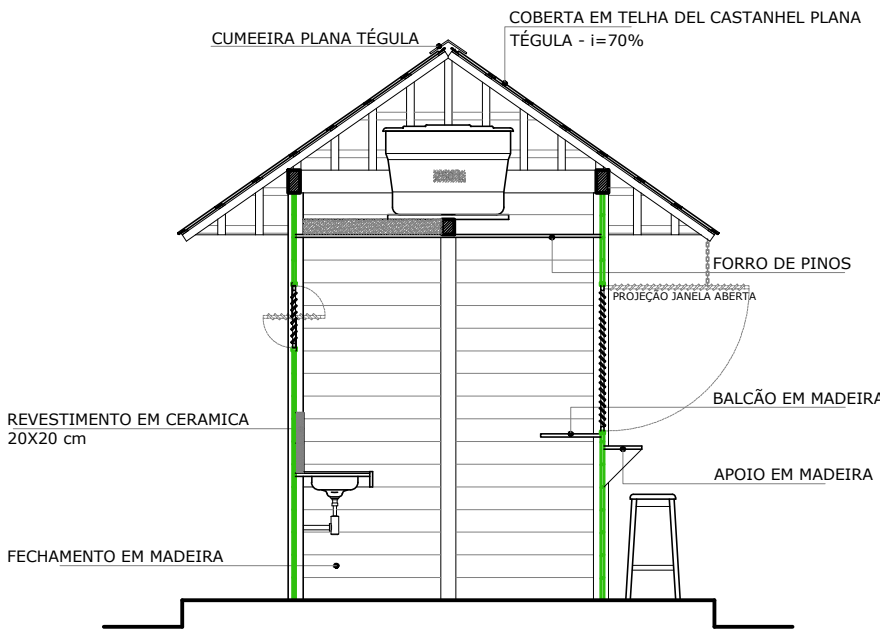 COBERTA EM TELHA DEL CASTANHEL PLANA
TÉGULA - i=70%
CUMEEIRA PLANA TÉGULA
FORRO DE PINOS
PROJEÇÃO JANELA ABERTA
BALCÃO EM MADEIRA
REVESTIMENTO EM CERAMICA
20X20 cm
APOIO EM MADEIRA
FECHAMENTO EM MADEIRA